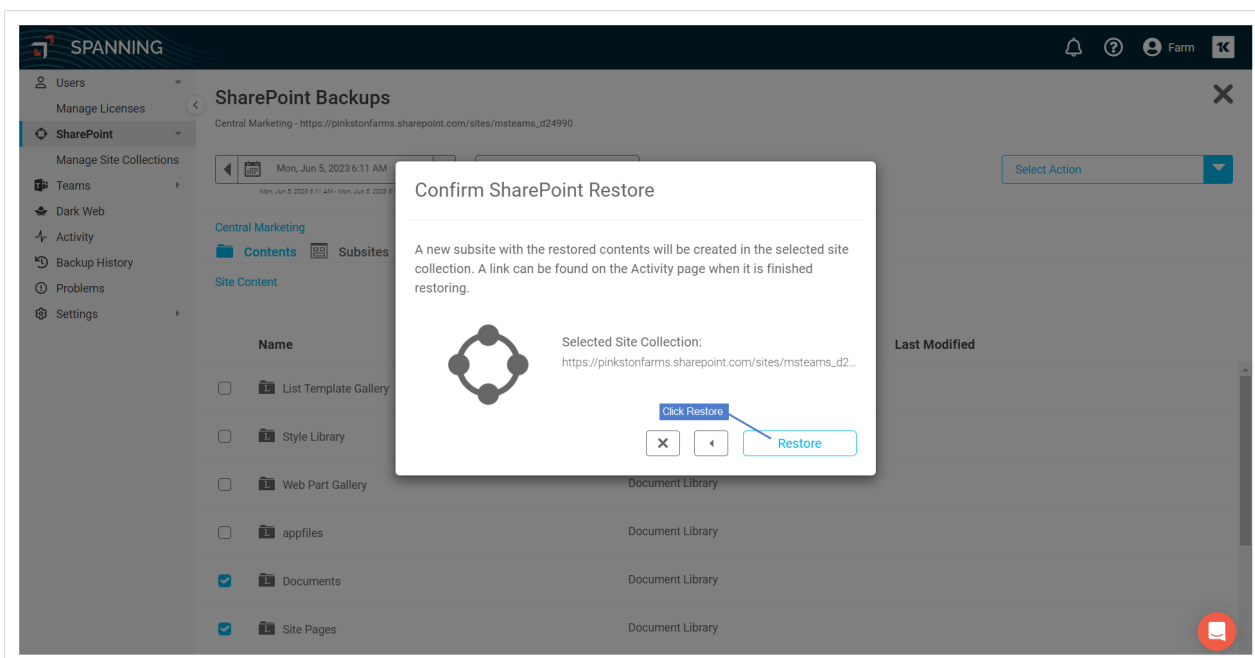 SPANNING
Farm
Users
Manage Licenses
SharePoint
Manage Site Collections
Teams
Dark Web
Activity
Backup History
Problems
Settings
SharePoint Backups
Central Marketing - https://pinkstonfarms.sharepoint.com/sites/msteams_d24990
Mon, Jun 5, 2023 6:11 AM
Select Action
Central Marketing
Contents
Subsites
Site Content
Name
Last Modified
List Template Gallery
Style Library
Web Part Gallery
Document Library
appfiles
Document Library
Documents
Document Library
Site Pages
Document Library
Confirm SharePoint Restore
A new subsite with the restored contents will be created in the selected site
collection. A link can be found on the Activity page when it is finished
restoring.
Selected Site Collection:
https://pinkstonfarms.sharepoint.com/sites/msteams_d2...
Click Restore
Restore